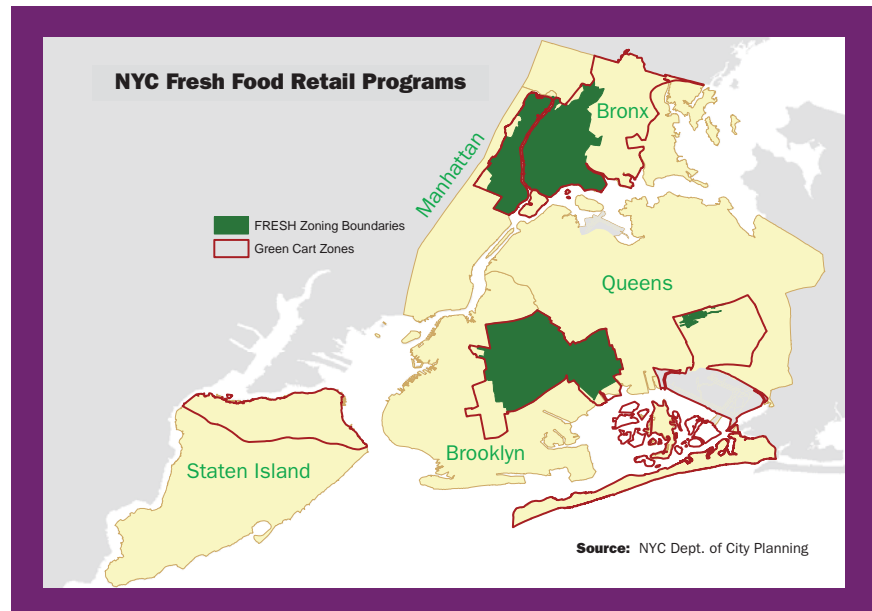 NYC Fresh Food Retail Programs
Bronx
Manhattan
FRESH Zoning Boundaries
Green Cart Zones
Queens
Brooklyn
Staten Island
Source: NYC Dept. of City Planning